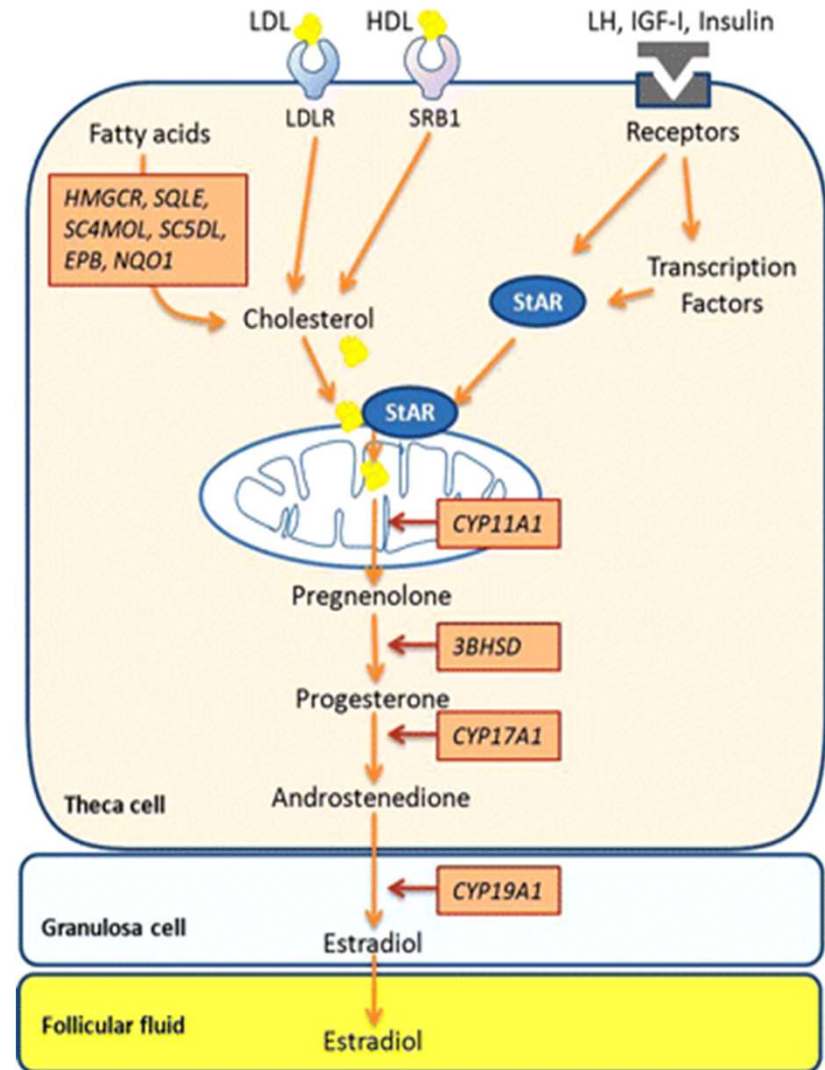 LDL
HDL
LH, IGF-I, Insulin
LDLR
SRB1
Receptors
Fatty acids
HMGCR, SQLE,
SC4MOL, SC5DL,
EPB, NQO1
Transcription
Factors
StAR
Cholesterol
StAR
CYP11A1
Pregnenolone
3BHSD
Progesterone
CYP17A1
Androstenedione
Theca cell
CYP19A1
Granulosa cell
Estradiol
Follicular fluid
Estradiol